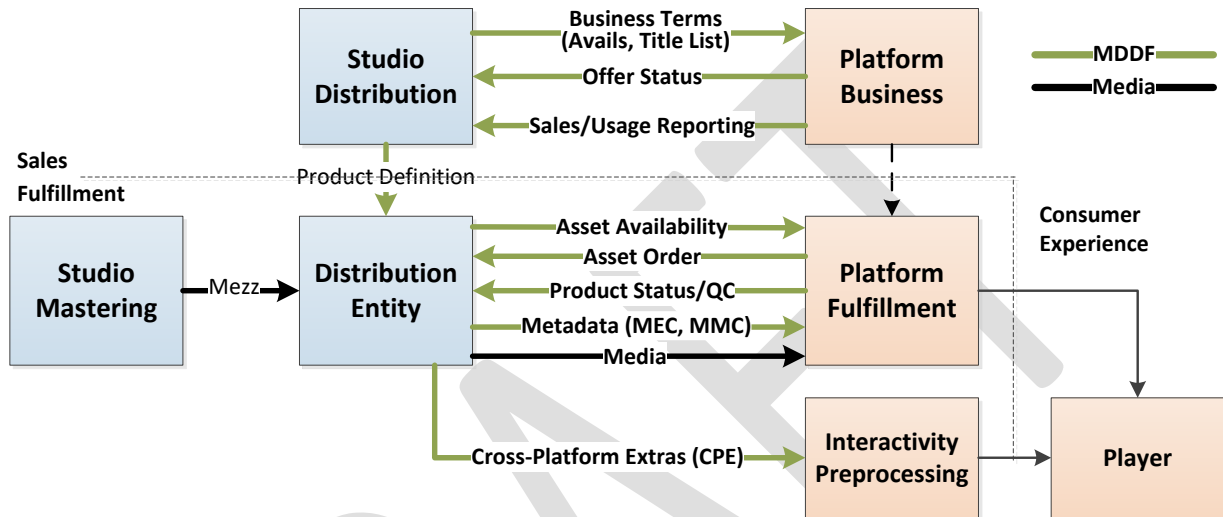 Studio
Distribution
Business Terms
(Avails, Title List)
Offer Status
Sales/Usage Reporting
Platform
Business
MDDF
Media
Sales
Fulfillment
Product Definition
Studio
Mastering
Mezz
Distribution
Entity
Asset Availability
Asset Order
Product Status/QC
Metadata (MEC, MMC)
Media
Platform
Fulfillment
Consumer
Experience
Cross-Platform Extras (CPE)
Interactivity
Preprocessing
Player